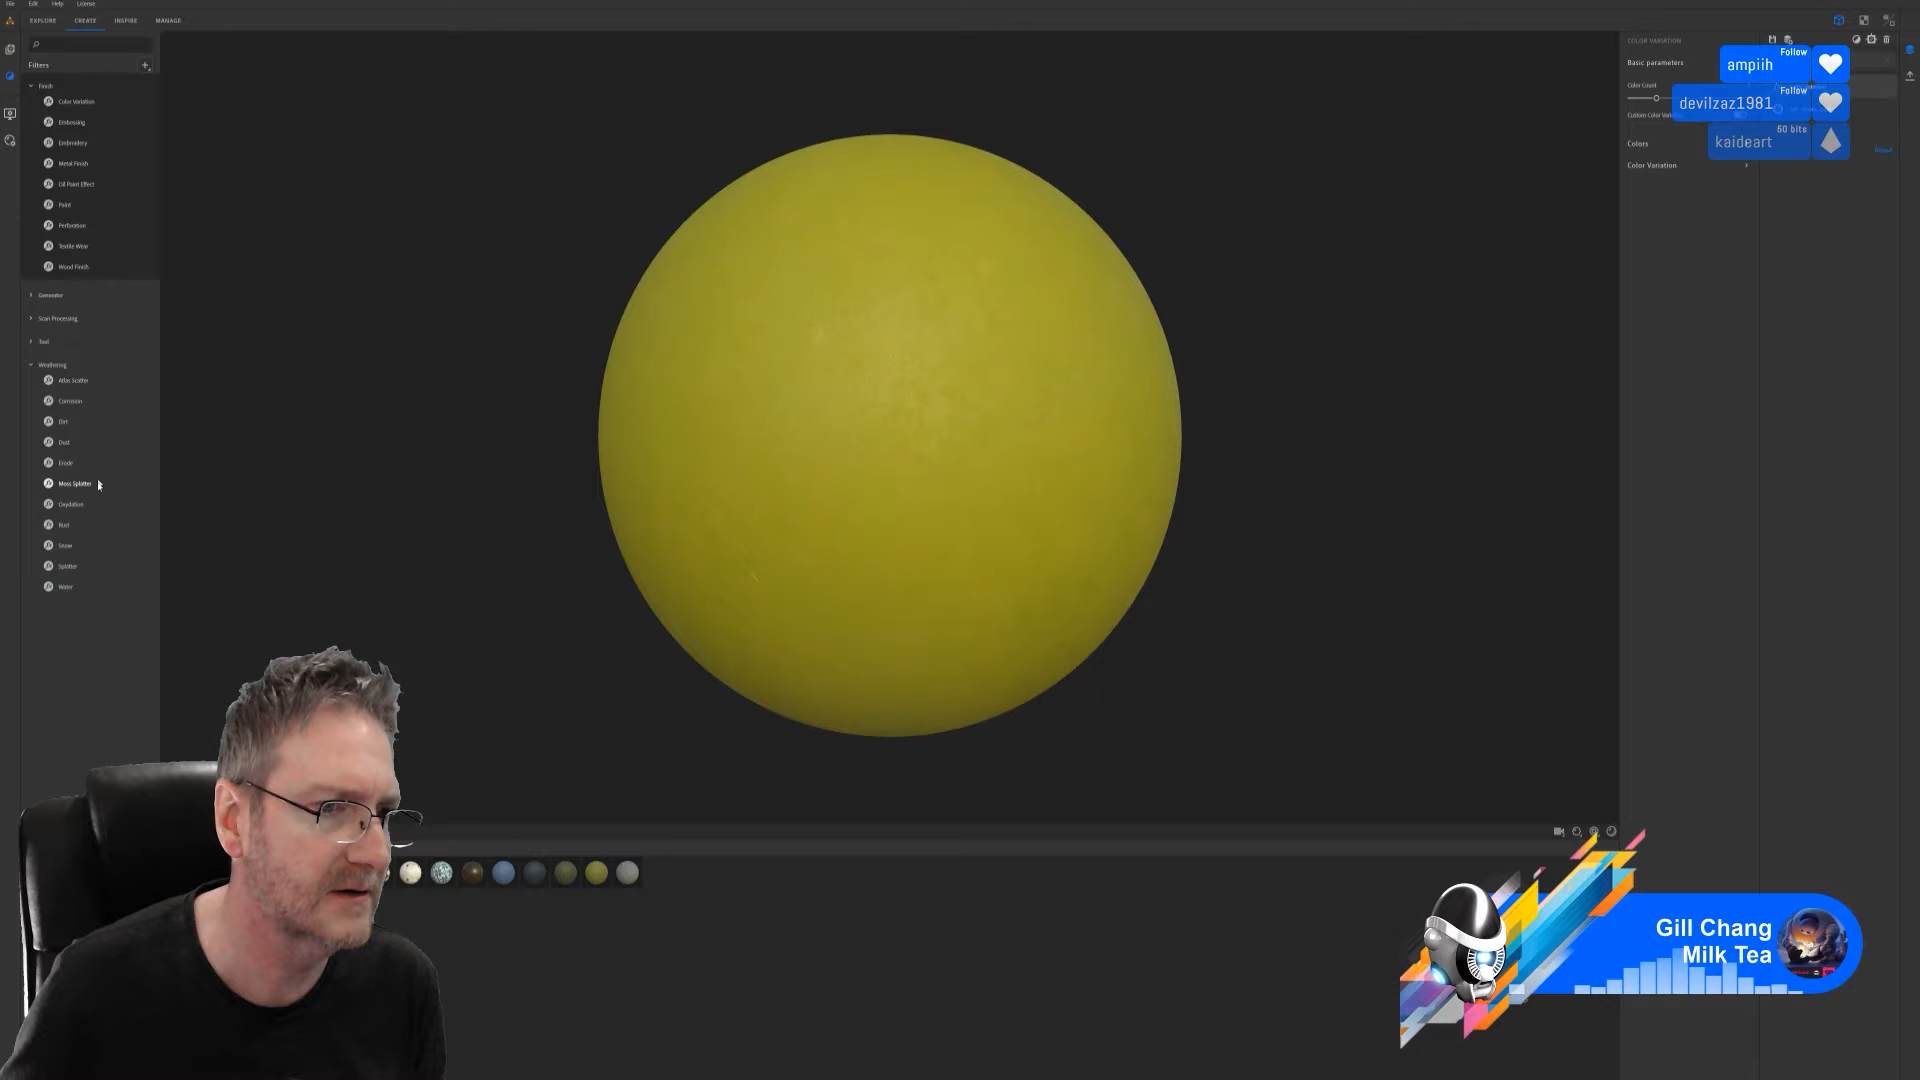 File Edit Help License
EXPLORE CREATE INSPIRE MANAGE
Filters
Finish
Color Variation
Embossing
Embroidery
Metal Finish
Oil Paint Effect
Paint
Perforation
Textile Wear
Wood Finish
Generator
Scan Processing
Tool
Weathering
Atlas Scatter
Corrosion
Dirt
Dust
Erode
Moss Splatter
Oxydation
Rust
Snow
Splatter
Water
COLOR VARIATION
Basic parameters
Color Count
Custom Color
Colors
Color Variation
Follow
ampiih
Follow
devilzaz1981
50 bits
kaideart
Gill Chang
Milk Tea